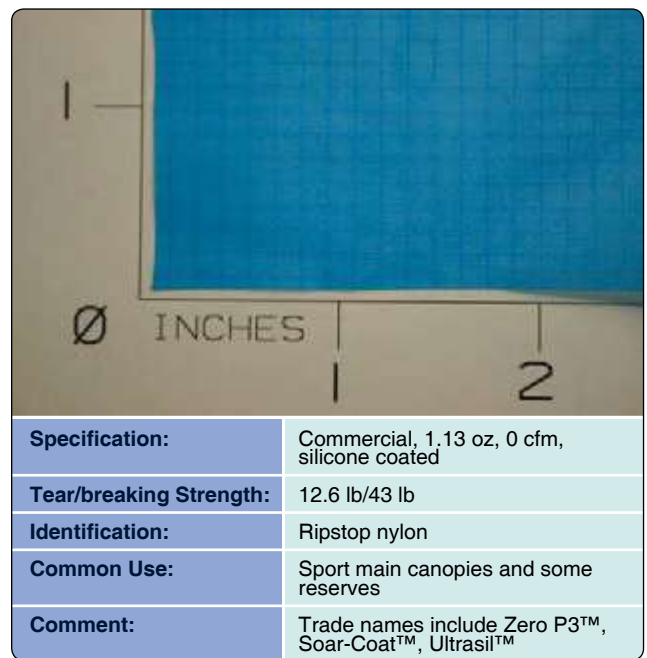 1
Ø INCHES
1 2
Specification: Commercial, 1.13 oz, 0 cfm,
silicone coated
Tear/breaking Strength: 12.6 lb/43 lb
Identification: Ripstop nylon
Common Use: Sport main canopies and some
reserves
Comment: Trade names include Zero P3™,
Soar-Coat™, Ultrasil™